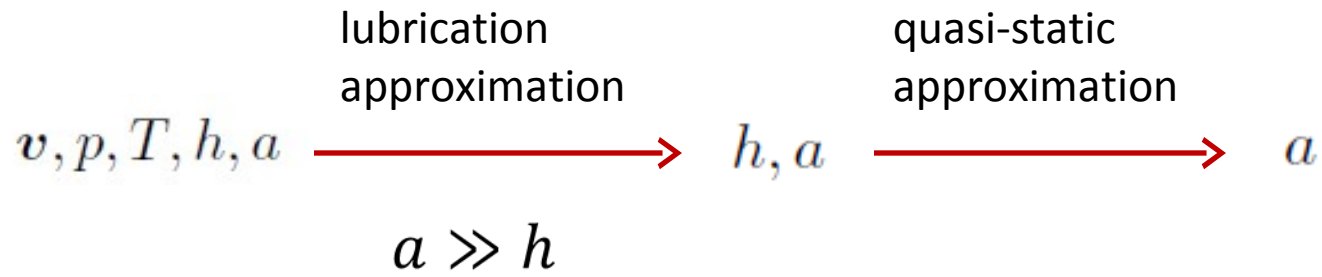 lubrication approximation
quasi-static approximation
v, p, T, h, a
h, a
a
a ≫ h